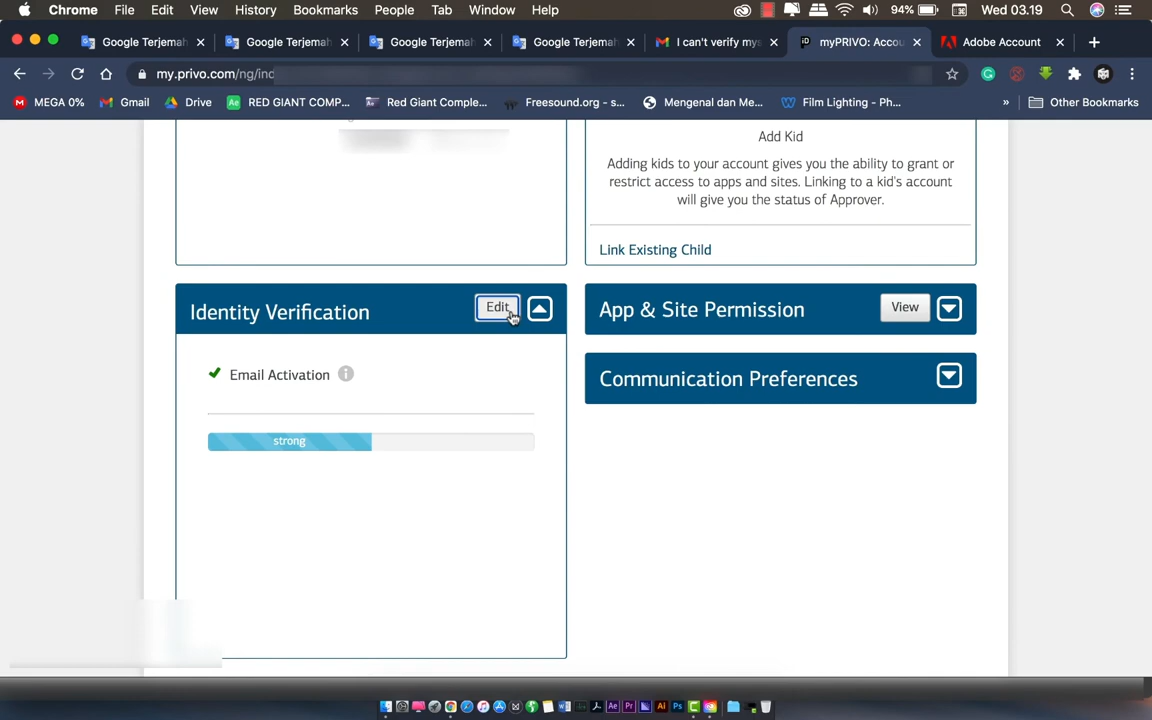 Chrome File Edit View History Bookmarks People Tab Window Help 94% Wed 03.19
Google Terjemah Google Terjemah Google Terjemah Google Terjemah I can't verify mys myPRIVO: Accou Adobe Account
my.privo.com/ng/inc
MEGA 0% Gmail Drive RED GIANT COMP... Red Giant Comple... Freesound.org - s... Mengenal dan Me... Film Lighting - Ph... » Other Bookmarks
Add Kid
Adding kids to your account gives you the ability to grant or
restrict access to apps and sites. Linking to a kid's account
will give you the status of Approver.
Link Existing Child
Identity Verification Edit
App & Site Permission View
Email Activation
Communication Preferences
strong